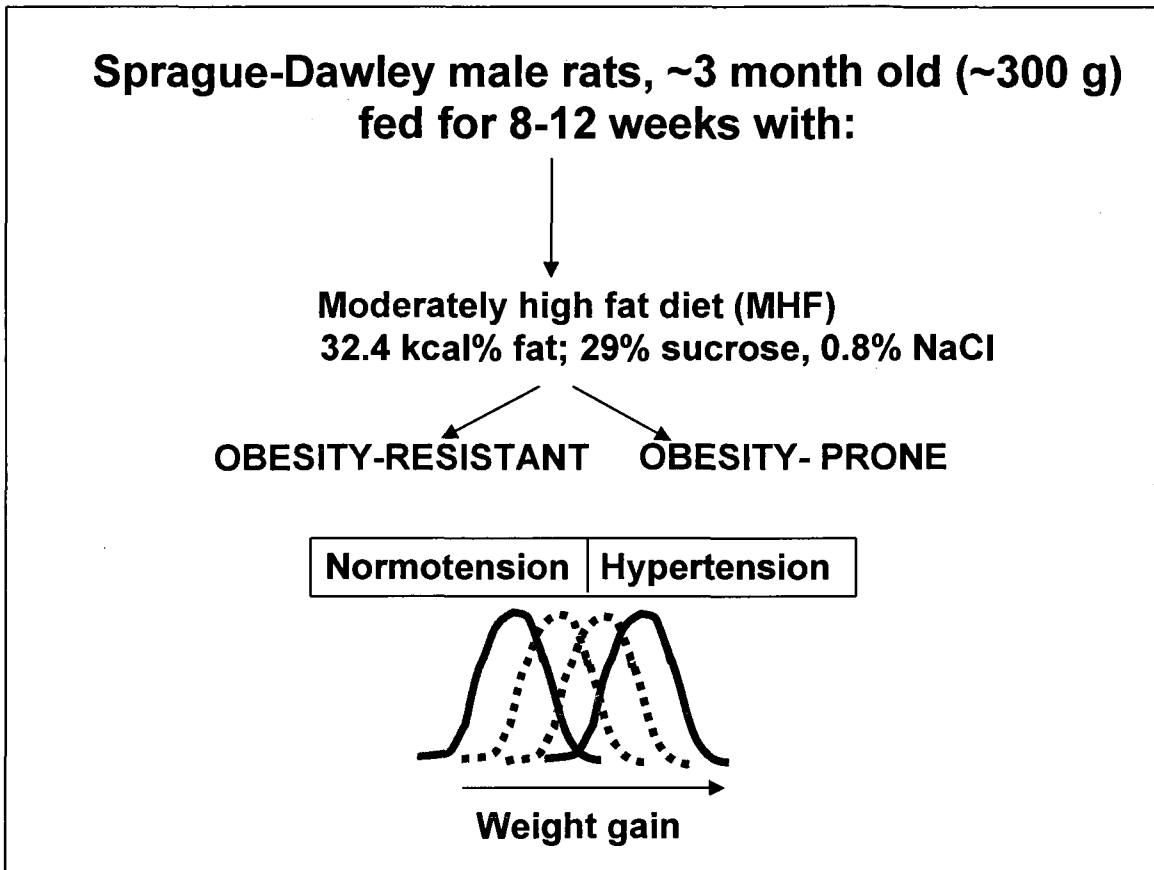 Sprague-Dawley male rats, ~3 month old (~300 g)
fed for 8-12 weeks with:
Moderately high fat diet (MHF)
32.4 kcal% fat; 29% sucrose, 0.8% NaCl
OBESITY-RESISTANT OBESITY- PRONE
Normotension Hypertension
Weight gain